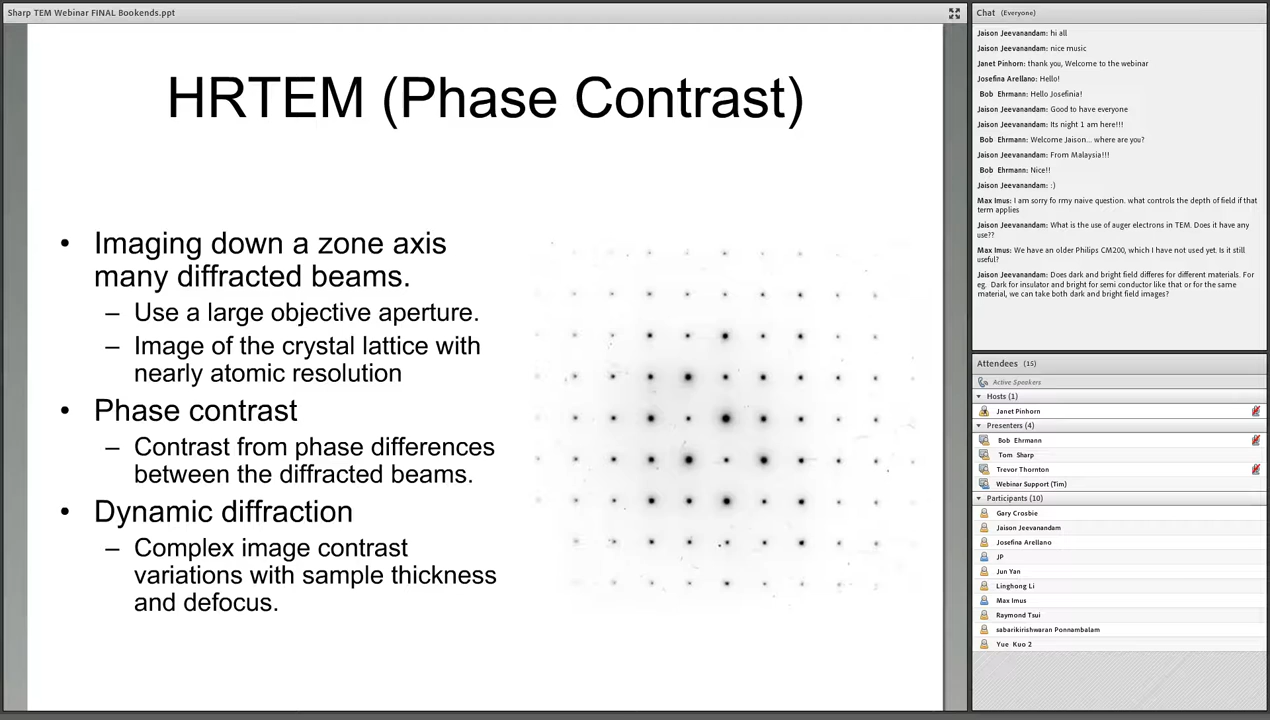 Sharp TEM Webinar FINAL Bookends.ppt
HRTEM (Phase Contrast)
• Imaging down a zone axis
many diffracted beams.
– Use a large objective aperture.
– Image of the crystal lattice with
nearly atomic resolution
• Phase contrast
– Contrast from phase differences
between the diffracted beams.
• Dynamic diffraction
– Complex image contrast
variations with sample thickness
and defocus.
Chat (Everyone)
Jaison Jeevanandam: hi all
Jaison Jeevanandam: nice music
Janet Pinhorn: thank you, Welcome to the webinar
Josefina Arellano: Hello!
Bob Ehrmann: Hello Josefinia!
Jaison Jeevanandam: Good to have everyone
Jaison Jeevanandam: Its night 1 am here!!!
Bob Ehrmann: Welcome Jaison... where are you?
Jaison Jeevanandam: From Malaysia!!!
Bob Ehrmann: Nice!!
Jaison Jeevanandam: :)
Max Imus: I am sorry fo rmy naive question. what controls the depth of field if that
term applies
Jaison Jeevanandam: What is the use of auger electrons in TEM. Does it have any
use??
Max Imus: We have an older Philips CM200, which I have not used yet. Is it still
useful?
Jaison Jeevanandam: Does dark and bright field differes for different materials. For
eg. Dark for insulator and bright for semi conductor like that or for the same
material, we can take both dark and bright field images?
Attendees (15)
Active Speakers
Hosts (1)
Janet Pinhorn
Presenters (4)
Bob Ehrmann
Tom Sharp
Trevor Thornton
Webinar Support (Tim)
Participants (10)
Gary Crosbie
Jaison Jeevanandam
Josefina Arellano
JP
Jun Yan
Linghong Li
Max Imus
Raymond Tsui
sabarikirishwaran Ponnambalam
Yue Kuo 2